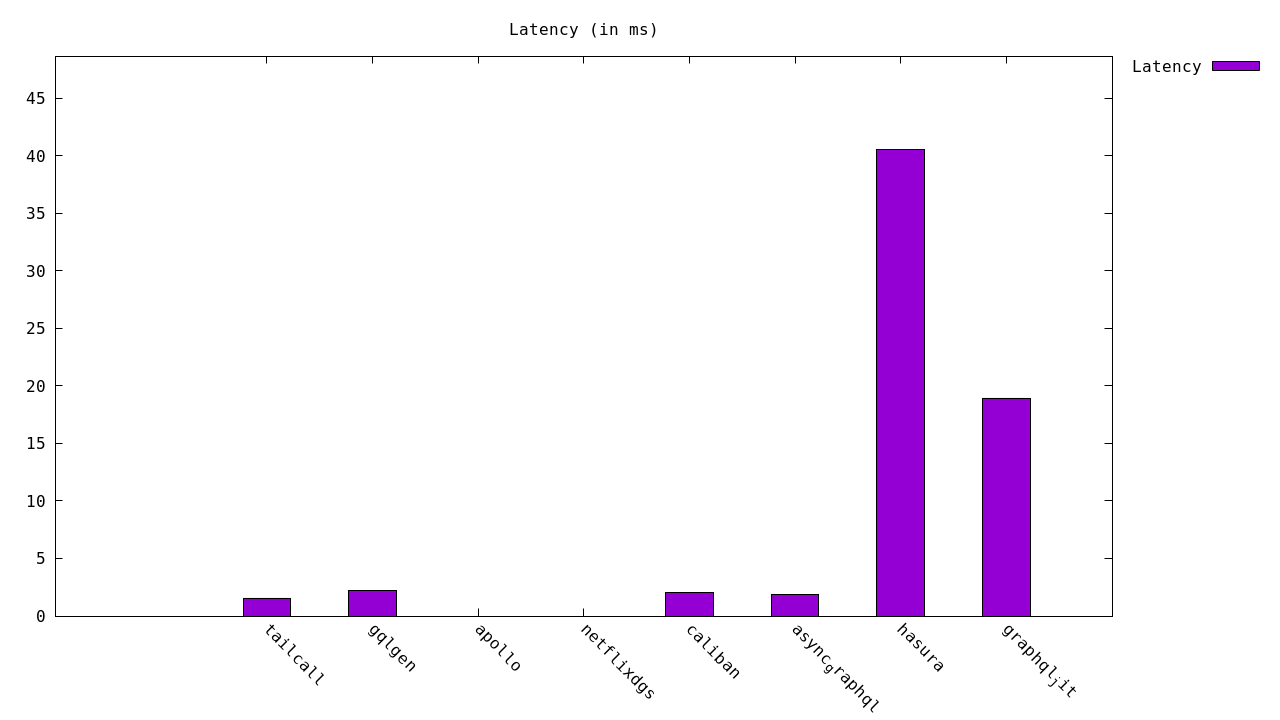 Latency (in ms)
Latency
45
40
35
30
25
20
15
10
5
0
tailcall
gqlgen
apollo
netflixdgs
caliban
async₉raphql
hasura
graphqlⱼit